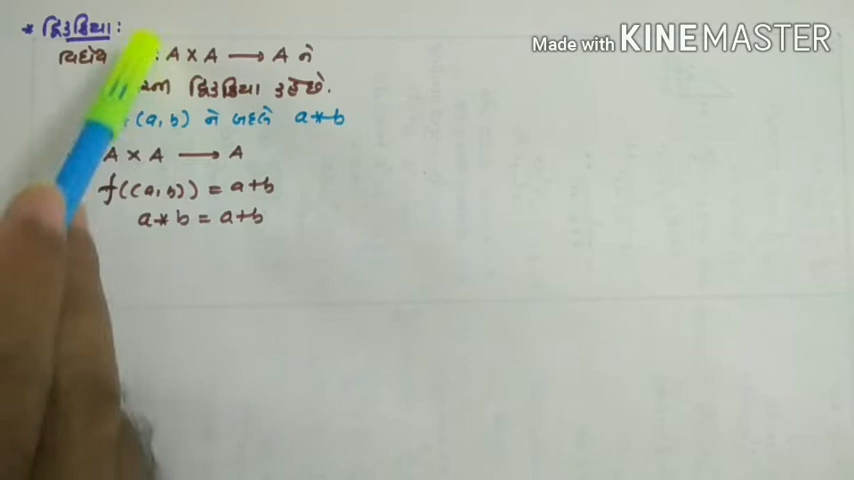 * દ્વિક્ક્રિયા :
વિધેય : A × A ⟶ A ને
દ્વિક્ક્રિયા કહે છે.
(a, b) ને બદલે a * b
A × A ⟶ A
f((a, b)) = a + b
a * b = a + b
Made with KINEMASTER